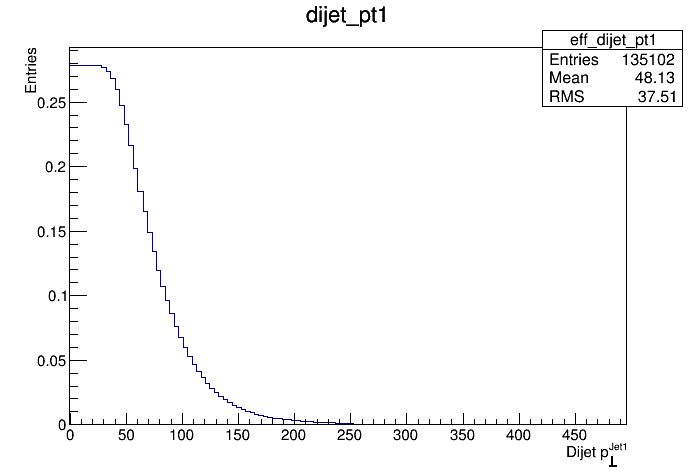 dijet_pt1
eff_dijet_pt1
Entries 135102
Mean 48.13
RMS 37.51
Entries
0.25
0.2
0.15
0.1
0.05
0
0 50 100 150 200 250 300 350 400 450
Dijet p⊥^Jet1